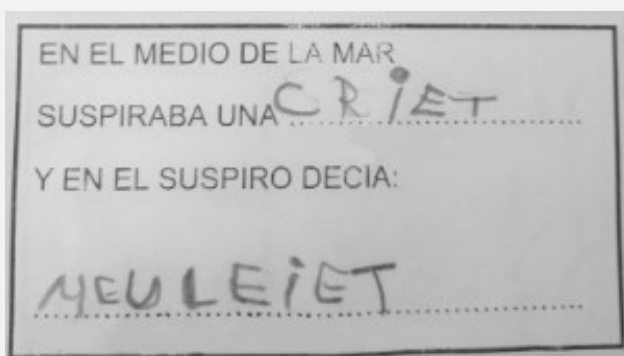 EN EL MEDIO DE LA MAR
SUSPIRABA UNA CRiET
Y EN EL SUSPIRO DECIA:
MEULEiET